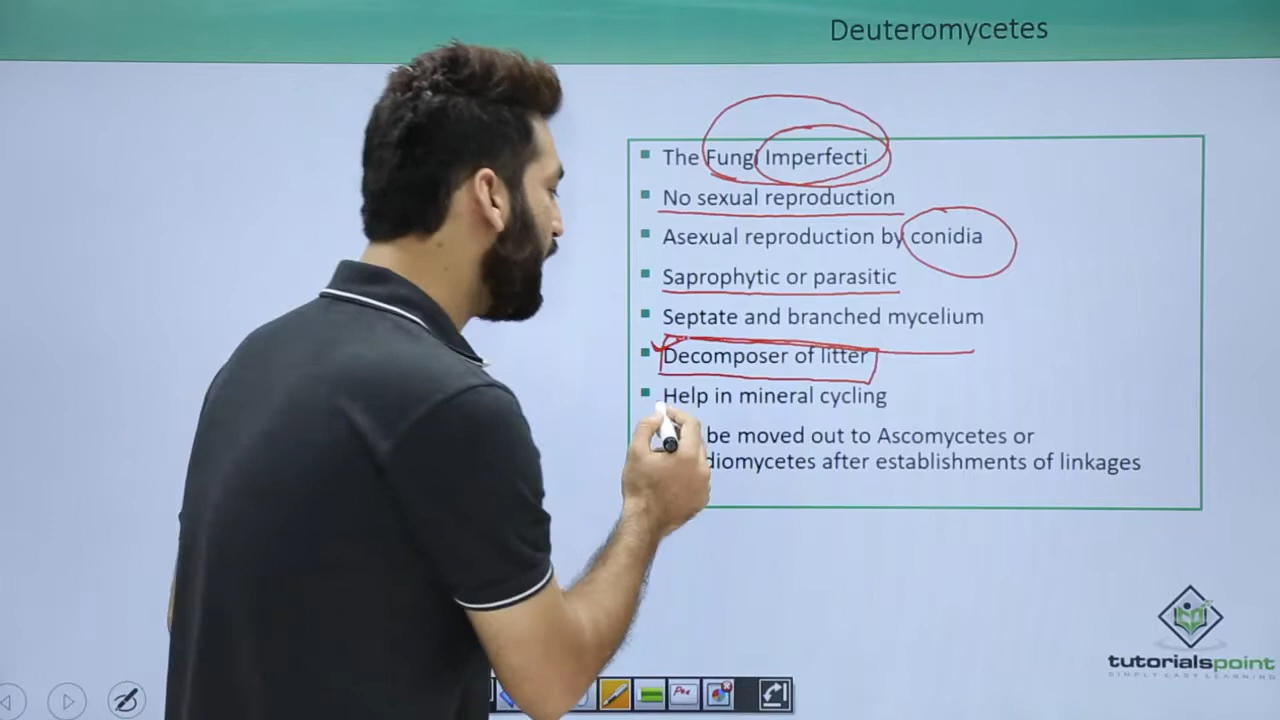 Deuteromycetes
The Fungi Imperfecti
No sexual reproduction
Asexual reproduction by conidia
Saprophytic or parasitic
Septate and branched mycelium
Decomposer of litter
Help in mineral cycling
be moved out to Ascomycetes or
after establishments of linkages
tutorialspoint
SIMPLY EASY LEARNING
Pen